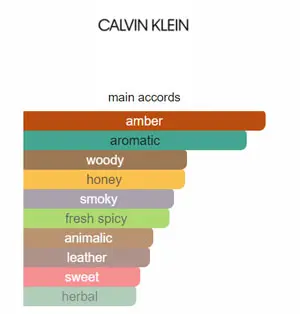 CALVIN KLEIN
main accords
amber
aromatic
woody
honey
smoky
fresh spicy
animalic
leather
sweet
herbal